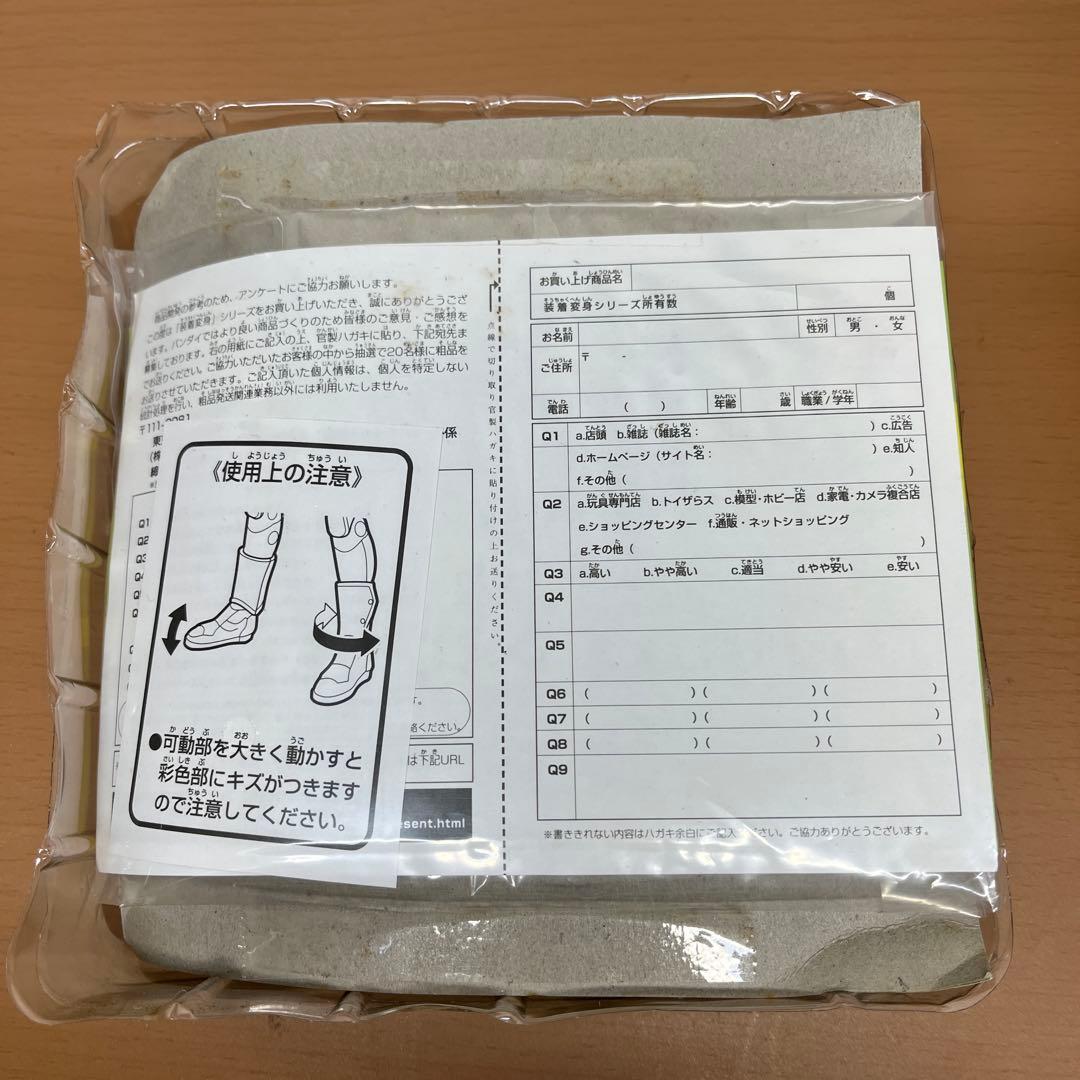 商品開発の参考のため、アンケートにご協力お願いします。
この度は「装着変身」シリーズをお買い上げいただき、誠にありがとうござ
います。バンダイではより良い商品づくりのため皆様のご意見・ご感想を
募集しております。右の用紙にご記入の上、官製ハガキに貼り、下記宛先ま
でお送りください。ご協力いただいたお客様の中から抽選で20名様に粗品を
お送りさせていただきます。ご記入頂いた個人情報は、個人を特定しない
統計処理を行い、粗品発送関連業務以外には利用いたしません。
〒111-
係
《使用上の注意》
●可動部を大きく動かすと
彩色部にキズがつきます
ので注意してください。
Q1
Q2
Q3
す。
絡ください。
は下記URL
esent.html
点線で切り取り官製ハガキに貼り付けの上お送りください
お買い上げ商品名
装着変身シリーズ所有数 個
お名前 性別 男・女
ご住所 〒 -
電話 ( ) 年齢 歳 職業/学年
Q1 a.店頭 b.雑誌（雑誌名： ）c.広告
d.ホームページ（サイト名： ）e.知人
f.その他（ ）
Q2 a.玩具専門店 b.トイザらス c.模型・ホビー店 d.家電・カメラ複合店
e.ショッピングセンター f.通販・ネットショッピング
g.その他（ ）
Q3 a.高い b.やや高い c.適当 d.やや安い e.安い
Q4
Q5
Q6 ( ) ( ) ( )
Q7 ( ) ( ) ( )
Q8 ( ) ( ) ( )
Q9
※書ききれない内容はハガキ余白にご記入ください。ご協力ありがとうございます。